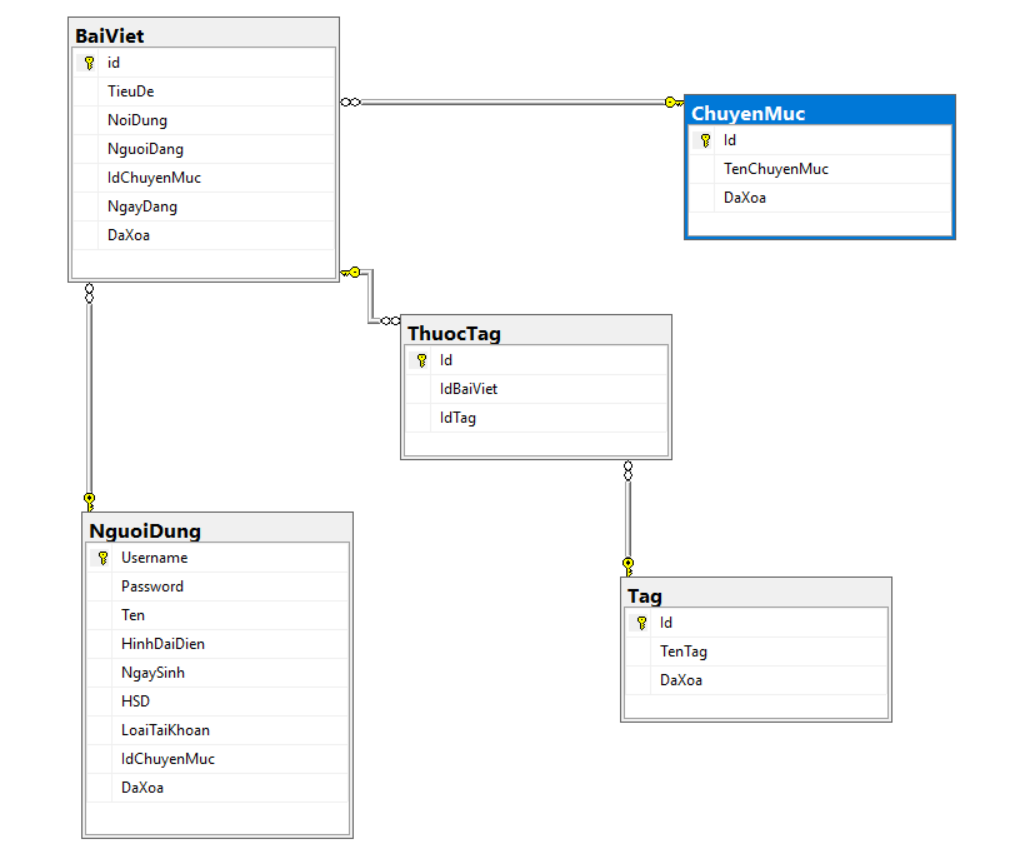 BaiViet
id
TieuDe
NoiDung
NguoiDang
IdChuyenMuc
NgayDang
DaXoa
ChuyenMuc
Id
TenChuyenMuc
DaXoa
ThuocTag
Id
IdBaiViet
IdTag
NguoiDung
Username
Password
Ten
HinhDaiDien
NgaySinh
HSD
LoaiTaiKhoan
IdChuyenMuc
DaXoa
Tag
Id
TenTag
DaXoa